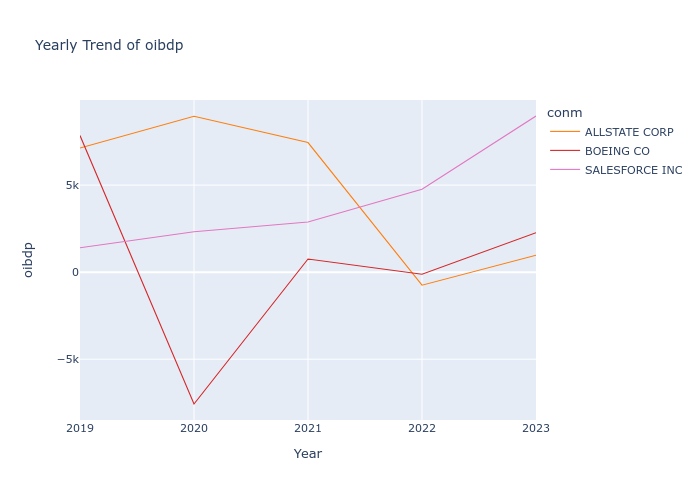 Yearly Trend of oibdp
conm
ALLSTATE CORP
BOEING CO
SALESFORCE INC
5k
0
−5k
oibdp
2019
2020
2021
2022
2023
Year